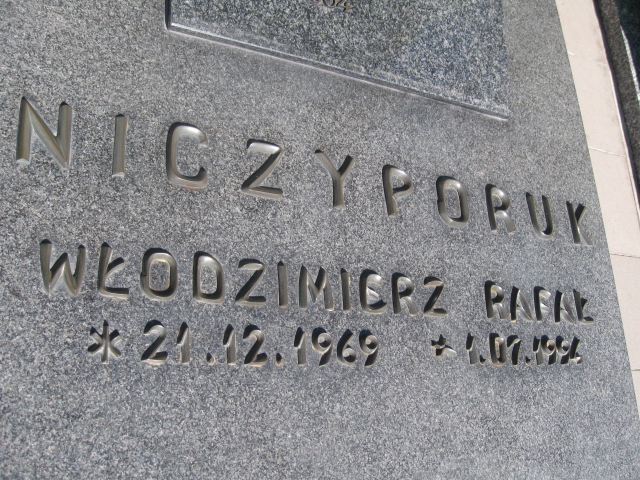 NICZYPORUK
WŁODZIMIERZ RAFAŁ
* 21.12.1969 + 1.07.1994